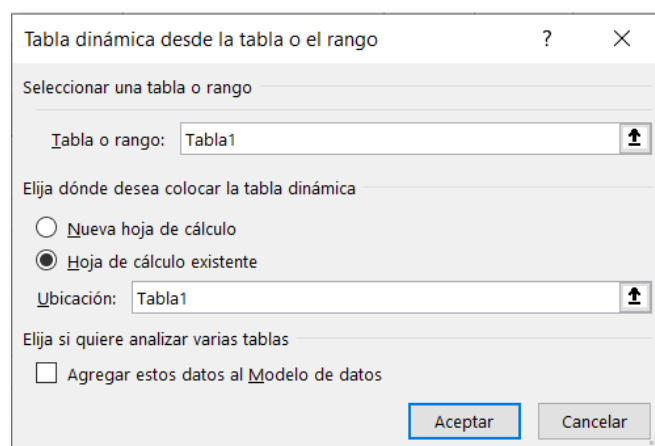 Tabla dinámica desde la tabla o el rango ? ×
Seleccionar una tabla o rango
Tabla o rango: Tabla1
Elija dónde desea colocar la tabla dinámica
Nueva hoja de cálculo
Hoja de cálculo existente
Ubicación: Tabla1
Elija si quiere analizar varias tablas
Agregar estos datos al Modelo de datos
Aceptar Cancelar